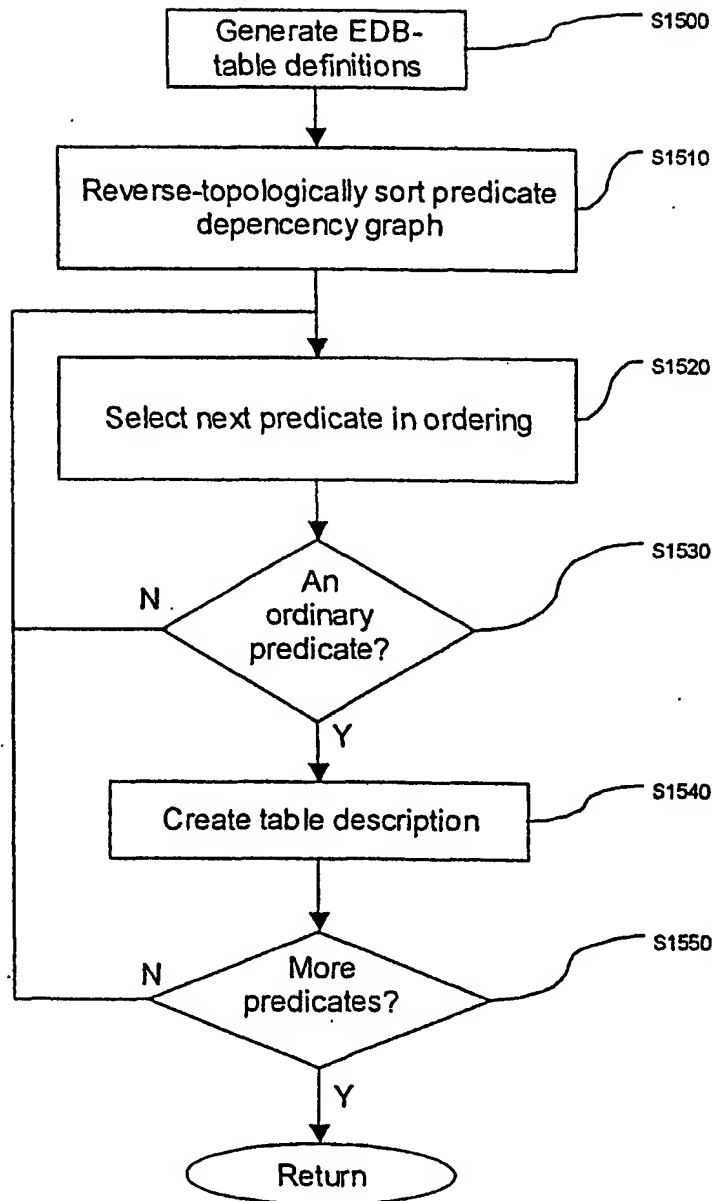 Generate EDB-
table definitions
S1500
Reverse-topologically sort predicate
depencency graph
S1510
Select next predicate in ordering
S1520
An
ordinary
predicate?
S1530
N
Y
Create table description
S1540
More
predicates?
S1550
N
Y
Return